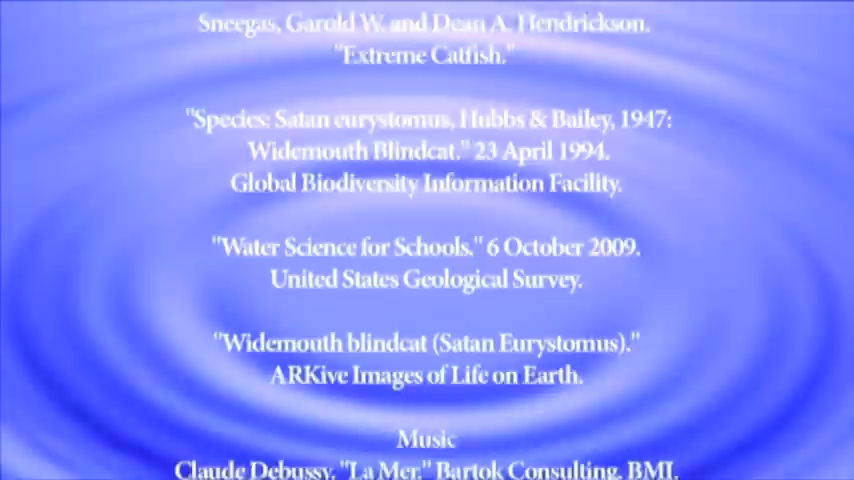 Sneegas, Garold W. and Dean A. Hendrickson.
"Extreme Catfish."
"Species: Satan eurystomus, Hubbs & Bailey, 1947:
Widemouth Blindcat." 23 April 1994.
Global Biodiversity Information Facility.
"Water Science for Schools." 6 October 2009.
United States Geological Survey.
"Widemouth blindcat (Satan Eurystomus)."
ARKive Images of Life on Earth.
Music
Claude Debussy. "La Mer." Bartok Consulting. BMI.